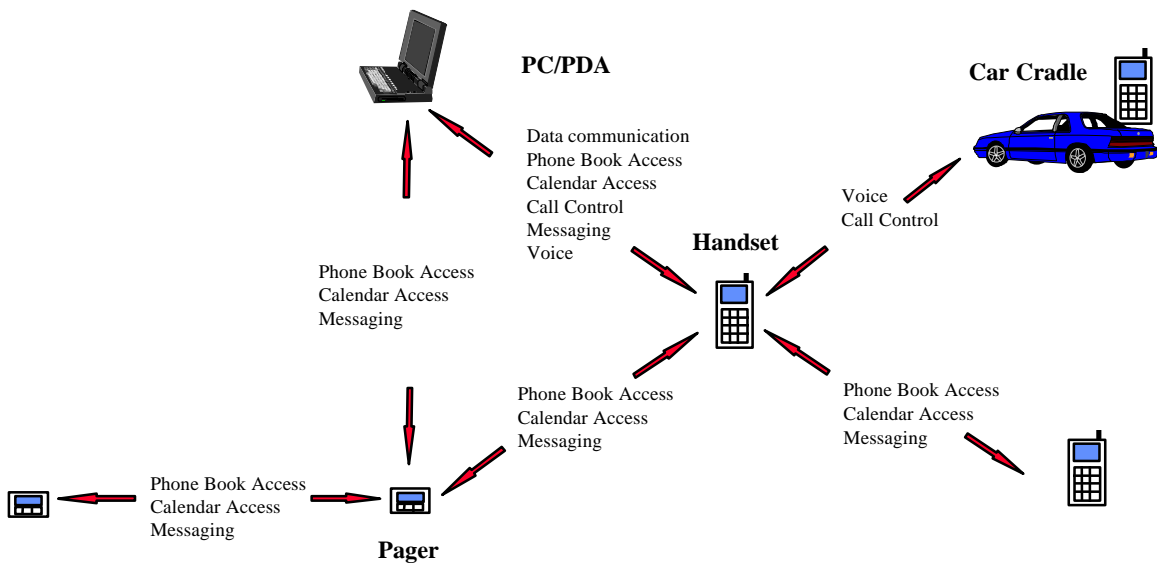 PC/PDA
Car Cradle
Data communication
Phone Book Access
Calendar Access
Call Control
Messaging
Voice
Voice
Call Control
Handset
Phone Book Access
Calendar Access
Messaging
Phone Book Access
Calendar Access
Messaging
Phone Book Access
Calendar Access
Messaging
Phone Book Access
Calendar Access
Messaging
Pager